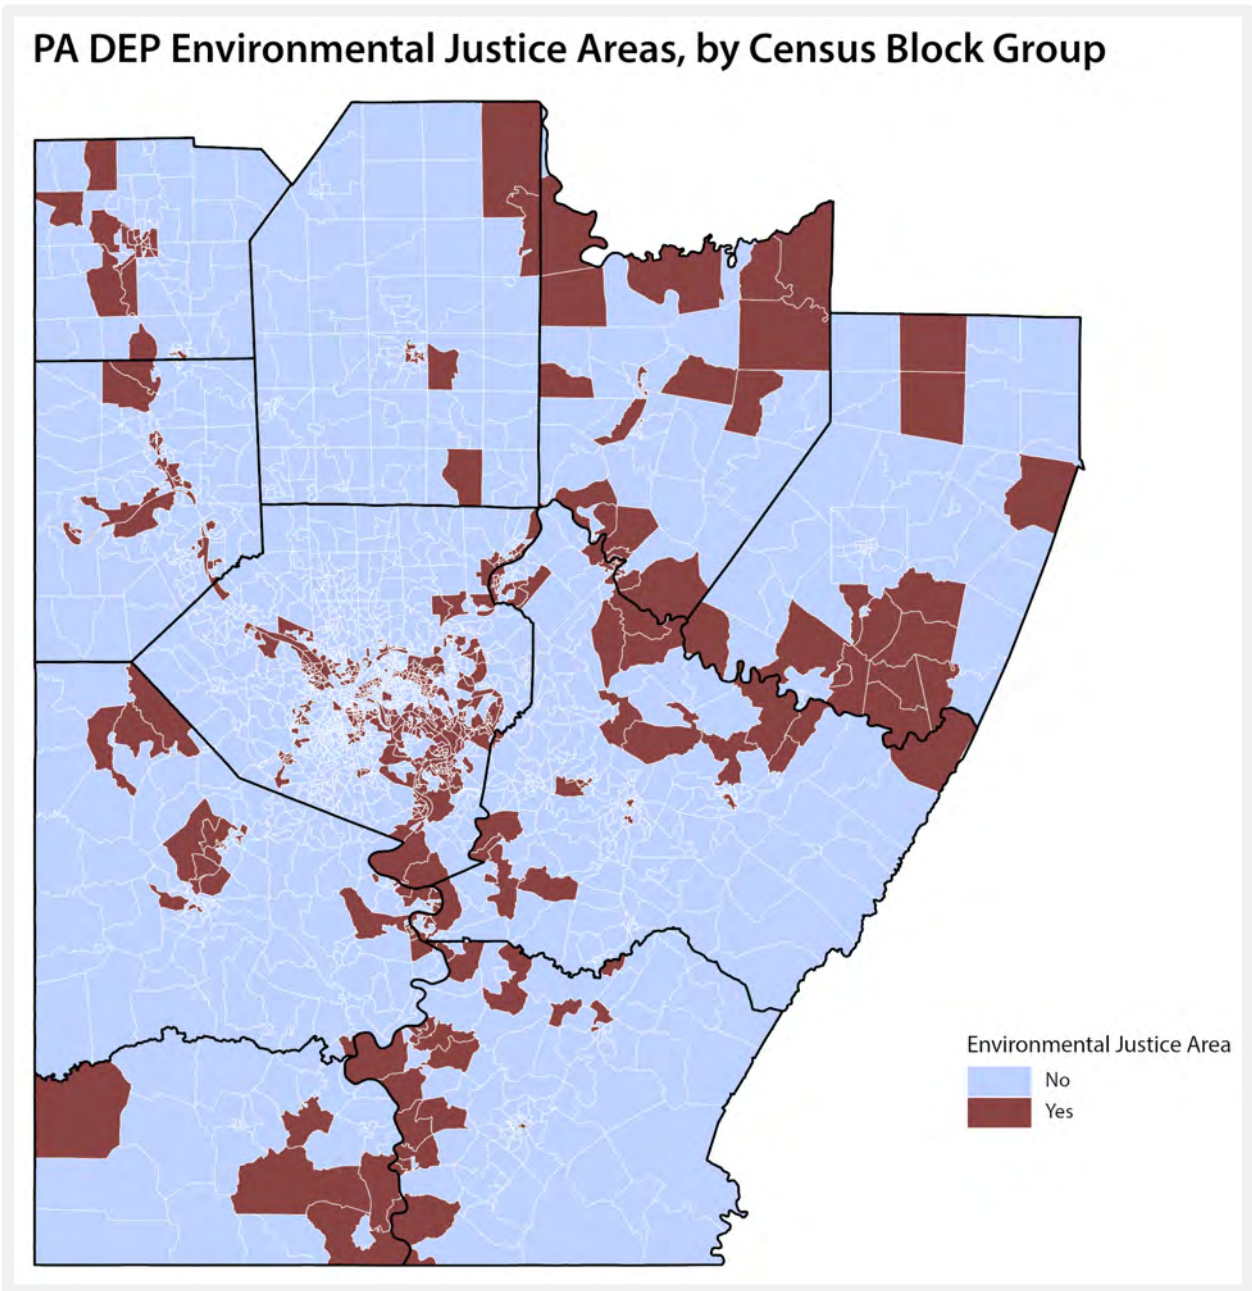 PA DEP Environmental Justice Areas, by Census Block Group
Environmental Justice Area
No
Yes